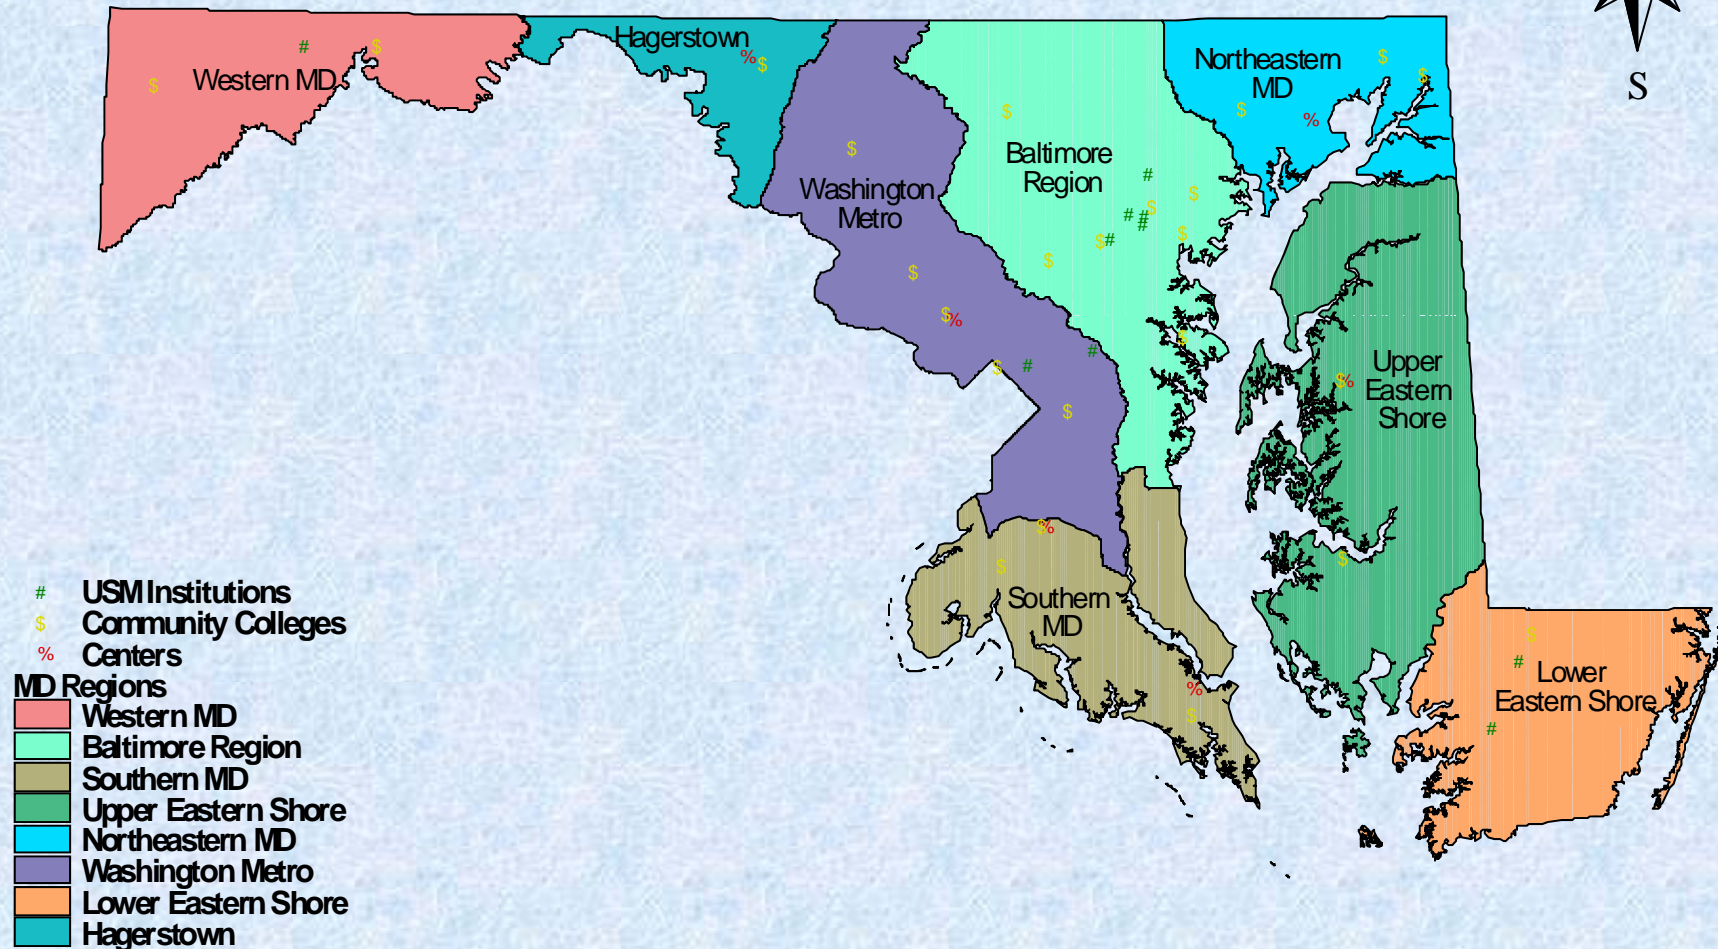 Western MD
Hagerstown
Northeastern
MD
S
Baltimore
Region
Washington
Metro
Upper
Eastern
Shore
Southern
MD
Lower
Eastern Shore
# USM Institutions
$ Community Colleges
% Centers
MD Regions
Western MD
Baltimore Region
Southern MD
Upper Eastern Shore
Northeastern MD
Washington Metro
Lower Eastern Shore
Hagerstown